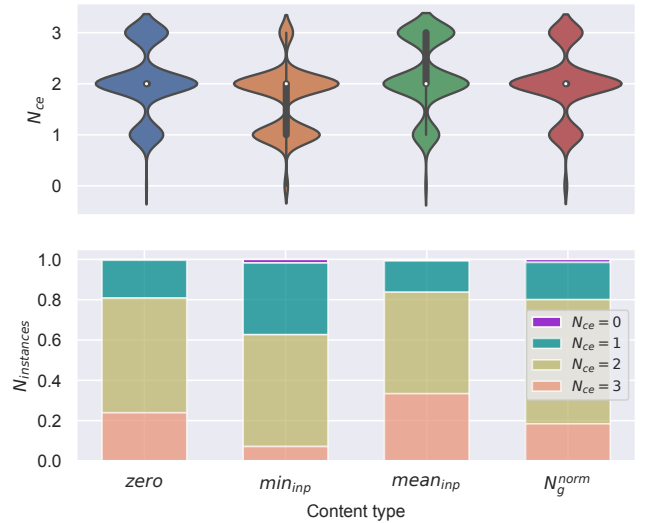 3
2
1
0
N_ce
1.0
0.8
0.6
0.4
0.2
0.0
N_instances
N_ce = 0
N_ce = 1
N_ce = 2
N_ce = 3
zero min_inp mean_inp N_g^norm
Content type